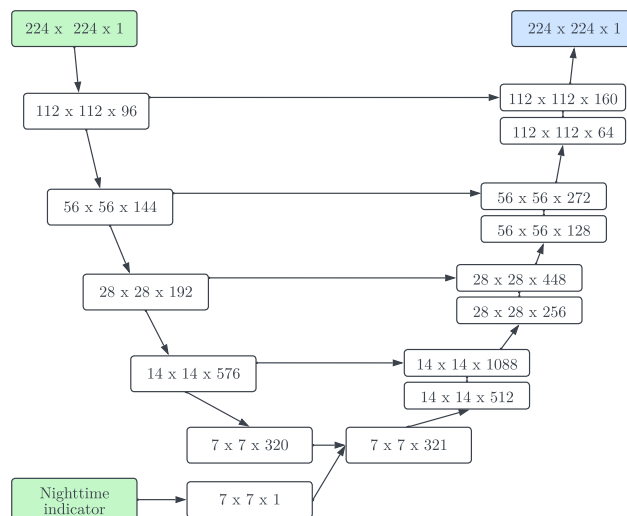 224 x 224 x 1
224 x 224 x 1
112 x 112 x 96
112 x 112 x 160
112 x 112 x 64
56 x 56 x 144
56 x 56 x 272
56 x 56 x 128
28 x 28 x 192
28 x 28 x 448
28 x 28 x 256
14 x 14 x 576
14 x 14 x 1088
14 x 14 x 512
7 x 7 x 320
7 x 7 x 321
Nighttime
indicator
7 x 7 x 1